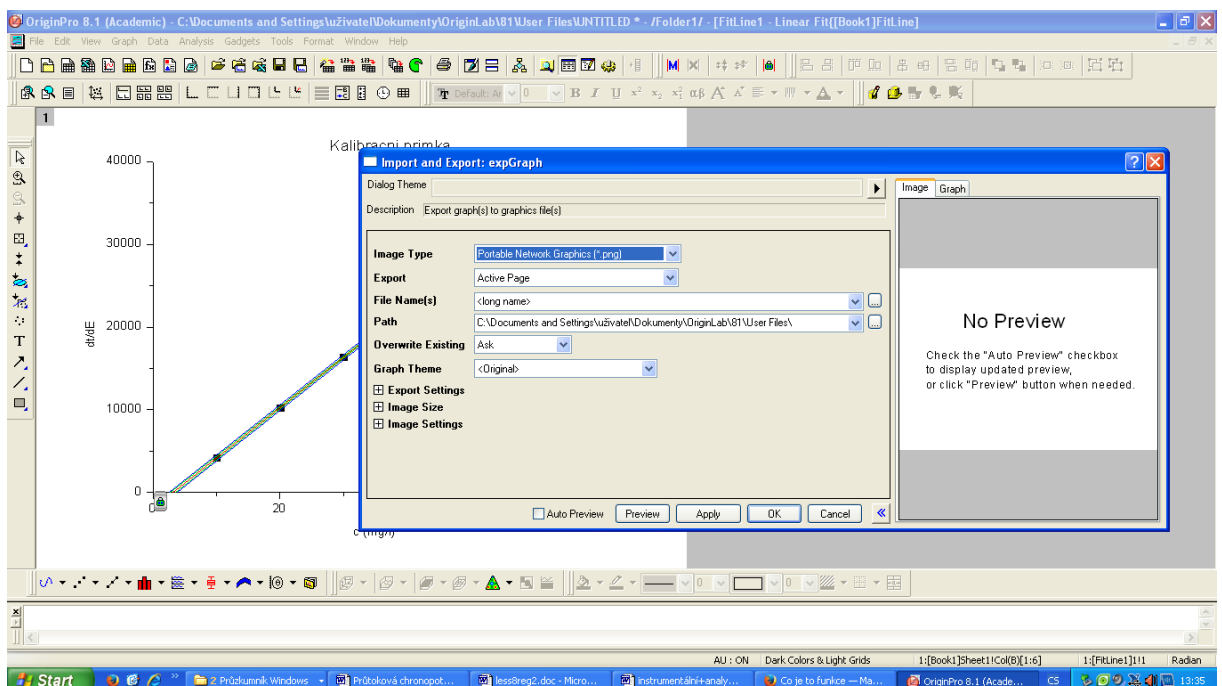 OriginPro 8.1 (Academic) - C:\Documents and Settings\uživatel\Dokumenty\OriginLab\81\User Files\UNTITLED * - /Folder1/ - [FitLine1 - Linear Fit{[Book1]FitLine]
File Edit View Graph Data Analysis Gadgets Tools Format Window Help
Default: Ar 0 B I U x² x₂ αβ A A
1
Kalibracni primka
40000
30000
20000
10000
0
dt/dE
0 20
c (mg/l)
Import and Export: expGraph
Dialog Theme
Description Export graph(s) to graphics file(s)
Image Type Portable Network Graphics (*.png)
Export Active Page
File Name(s) <long name>
Path C:\Documents and Settings\uživatel\Dokumenty\OriginLab\81\User Files\
Overwrite Existing Ask
Graph Theme <Original>
Export Settings
Image Size
Image Settings
Auto Preview Preview Apply OK Cancel
Image Graph
No Preview
Check the "Auto Preview" checkbox
to display updated preview,
or click "Preview" button when needed.
T
0 0
AU : ON Dark Colors & Light Grids 1:[Book1]Sheet1!Col(B)[1:6] 1:[FitLine1]1!1 Radian
Start 2 Průzkumník Windows Průtoková chronopot... less8reg2.doc - Micro... instrumentální+analy... Co je to funkce — Ma... OriginPro 8.1 (Acade... CS 13:35